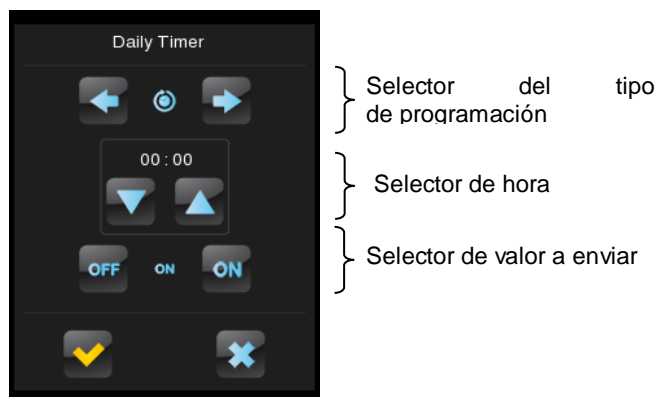 Daily Timer
Selector del tipo
de programación
00:00
Selector de hora
OFF ON ON
Selector de valor a enviar